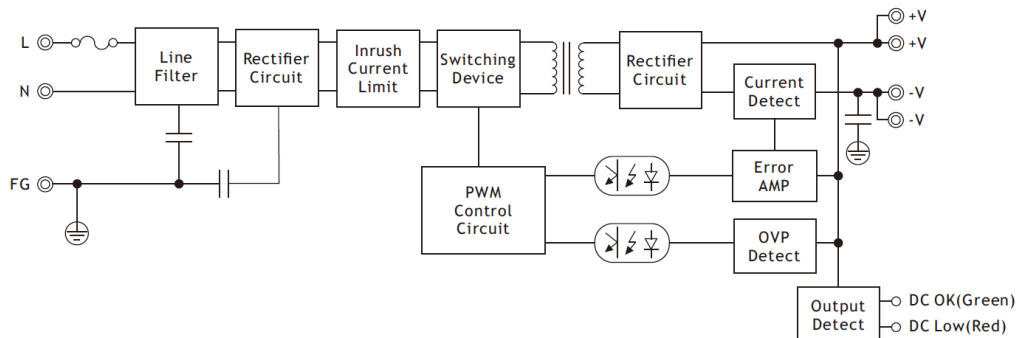 +V
L
+V
Line
Filter
Rectifier
Circuit
Inrush
Current
Limit
Switching
Device
Rectifier
Circuit
Current
Detect
N
-V
-V
FG
PWM
Control
Circuit
Error
AMP
OVP
Detect
Output
Detect
DC OK(Green)
DC Low(Red)